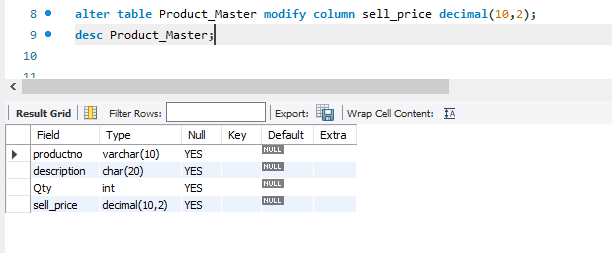 8 alter table Product_Master modify column sell_price decimal(10,2);
9 desc Product_Master;
10
11
Result Grid Filter Rows: Export: Wrap Cell Content: IA
Field Type Null Key Default Extra
productno varchar(10) YES NULL
description char(20) YES NULL
Qty int YES NULL
sell_price decimal(10,2) YES NULL